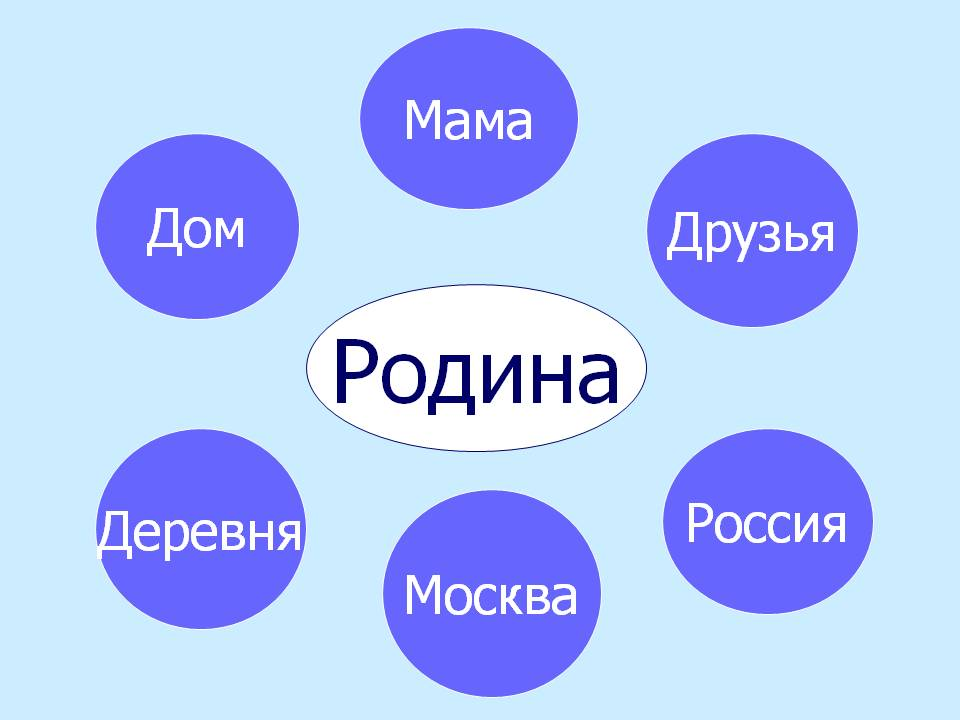 Мама
Дом
Друзья
Родина
Деревня
Россия
Москва